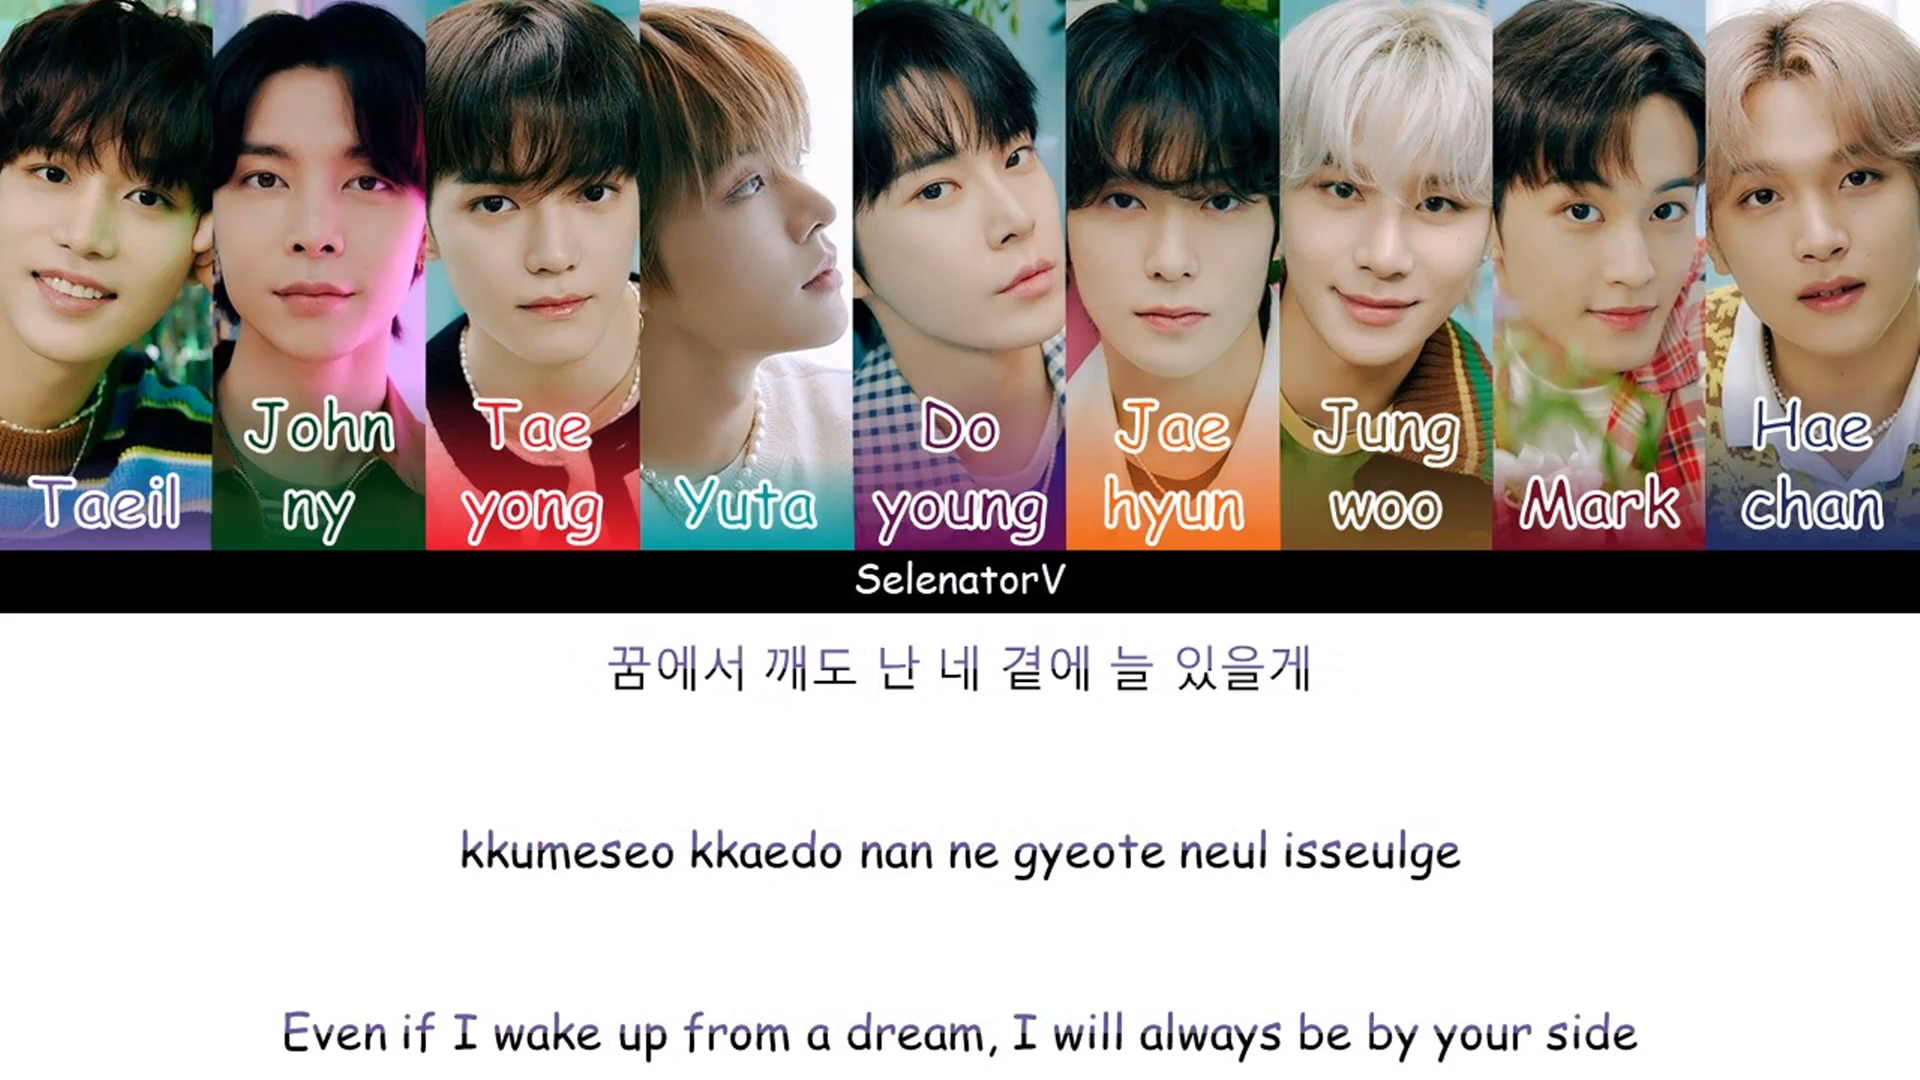 Taeil
John
ny
Tae
yong
Yuta
Do
young
Jae
hyun
Jung
woo
Mark
Hae
chan
SelenatorV
꿈에서 깨도 난 네 곁에 늘 있을게
kkumeseo kkaedo nan ne gyeote neul isseulge
Even if I wake up from a dream, I will always be by your side